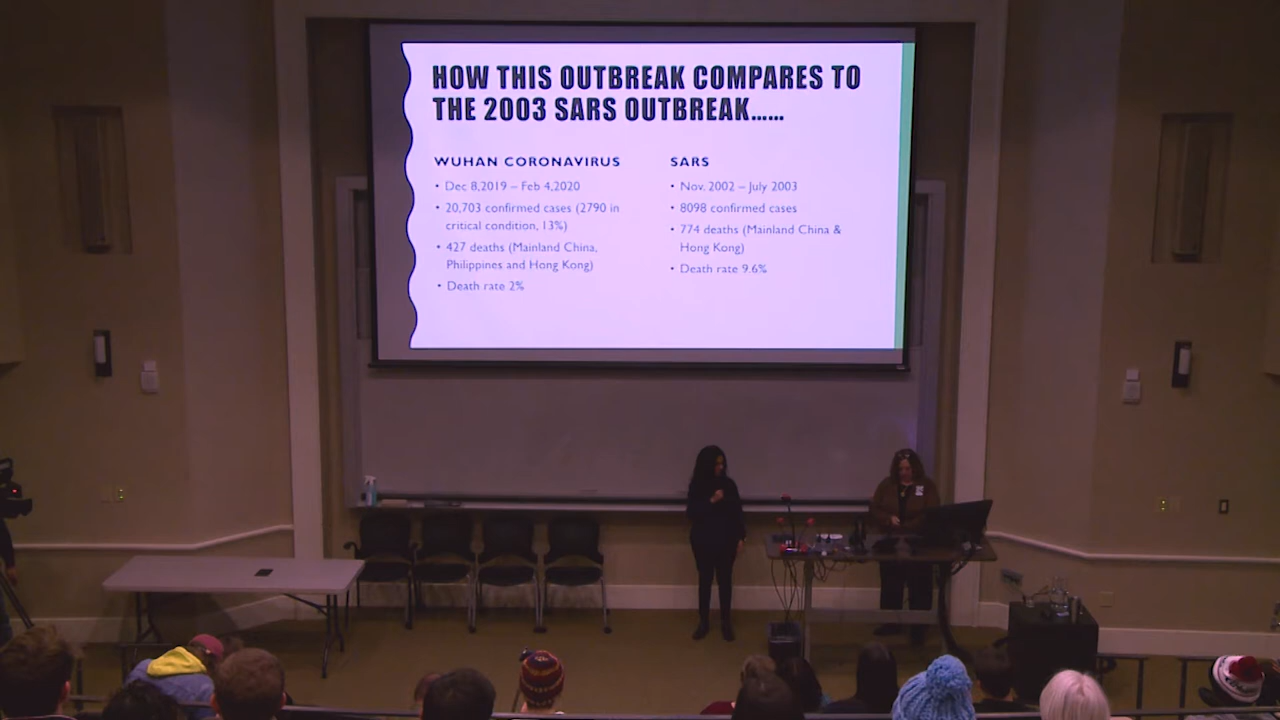 HOW THIS OUTBREAK COMPARES TO
THE 2003 SARS OUTBREAK......
WUHAN CORONAVIRUS
• Dec 8,2019 – Feb 4,2020
• 20,703 confirmed cases (2790 in
critical condition, 13%)
• 427 deaths (Mainland China,
Philippines and Hong Kong)
• Death rate 2%
SARS
• Nov. 2002 – July 2003
• 8098 confirmed cases
• 774 deaths (Mainland China &
Hong Kong)
• Death rate 9.6%